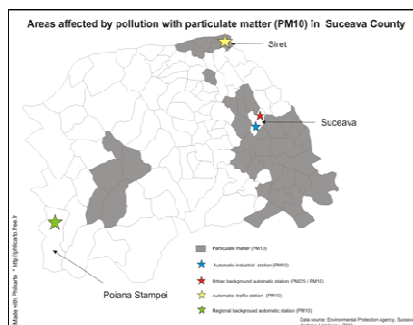 Areas affected by pollution with particulate matter (PM10) in Suceava County
Siret
Suceava
Poiana Stampei
Particulate matter (PM10)
Automatic industrial station (PM10)
Urban background automatic station (PM2.5 / PM10)
Automatic traffic station (PM10)
Regional background automatic station (PM10)
Made with Philcarto * http://philcarto.free.fr
Data source: Environmental Protection Agency, Suceava